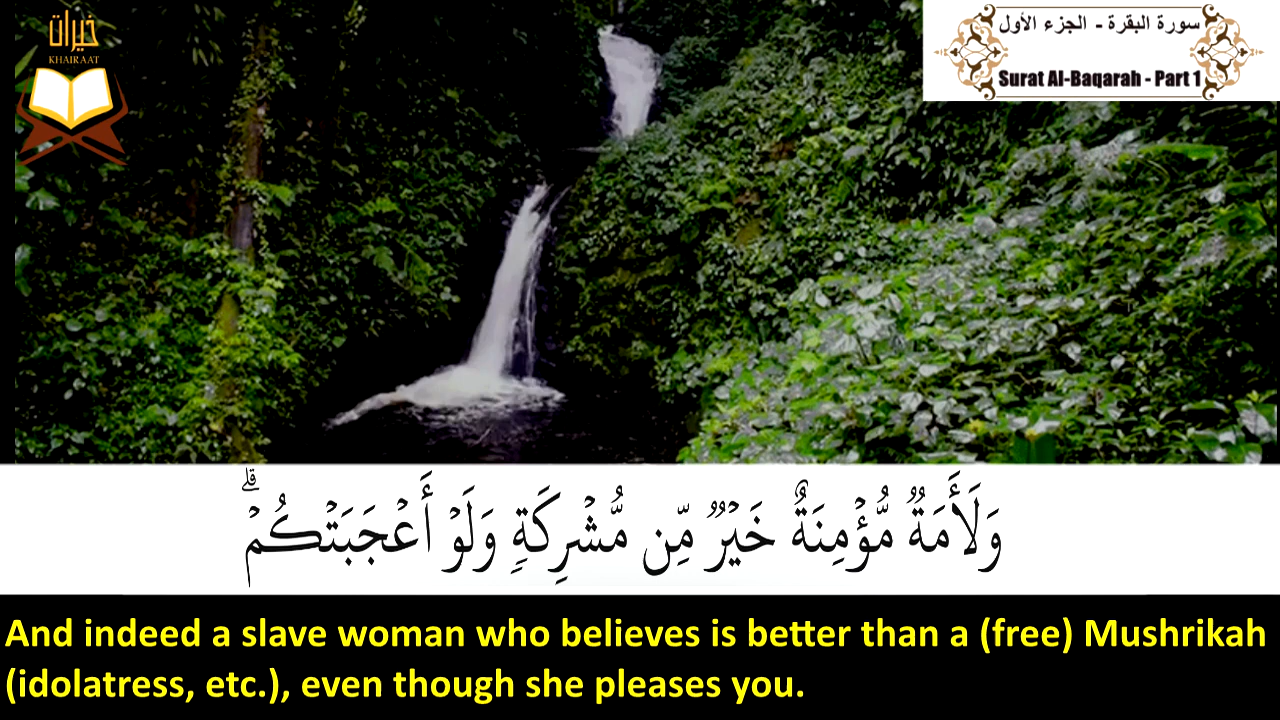 خيرات
KHAIRAAT
سورة البقرة - الجزء الأول
Surat Al-Baqarah - Part 1
وَلَأَمَةٌ مُّؤْمِنَةٌ خَيْرٌ مِّن مُّشْرِكَةٍ وَلَوْ أَعْجَبَتْكُمْ ۗ
And indeed a slave woman who believes is better than a (free) Mushrikah
(idolatress, etc.), even though she pleases you.